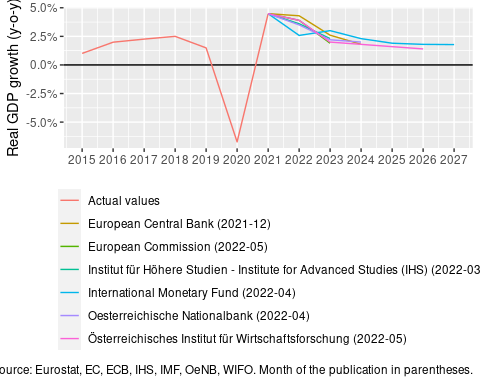 Real GDP growth (y-o-y)
5.0%
2.5%
0.0%
-2.5%
-5.0%
2015 2016 2017 2018 2019 2020 2021 2022 2023 2024 2025 2026 2027
Actual values
European Central Bank (2021-12)
European Commission (2022-05)
Institut für Höhere Studien - Institute for Advanced Studies (IHS) (2022-03
International Monetary Fund (2022-04)
Oesterreichische Nationalbank (2022-04)
Österreichisches Institut für Wirtschaftsforschung (2022-05)
ource: Eurostat, EC, ECB, IHS, IMF, OeNB, WIFO. Month of the publication in parentheses.